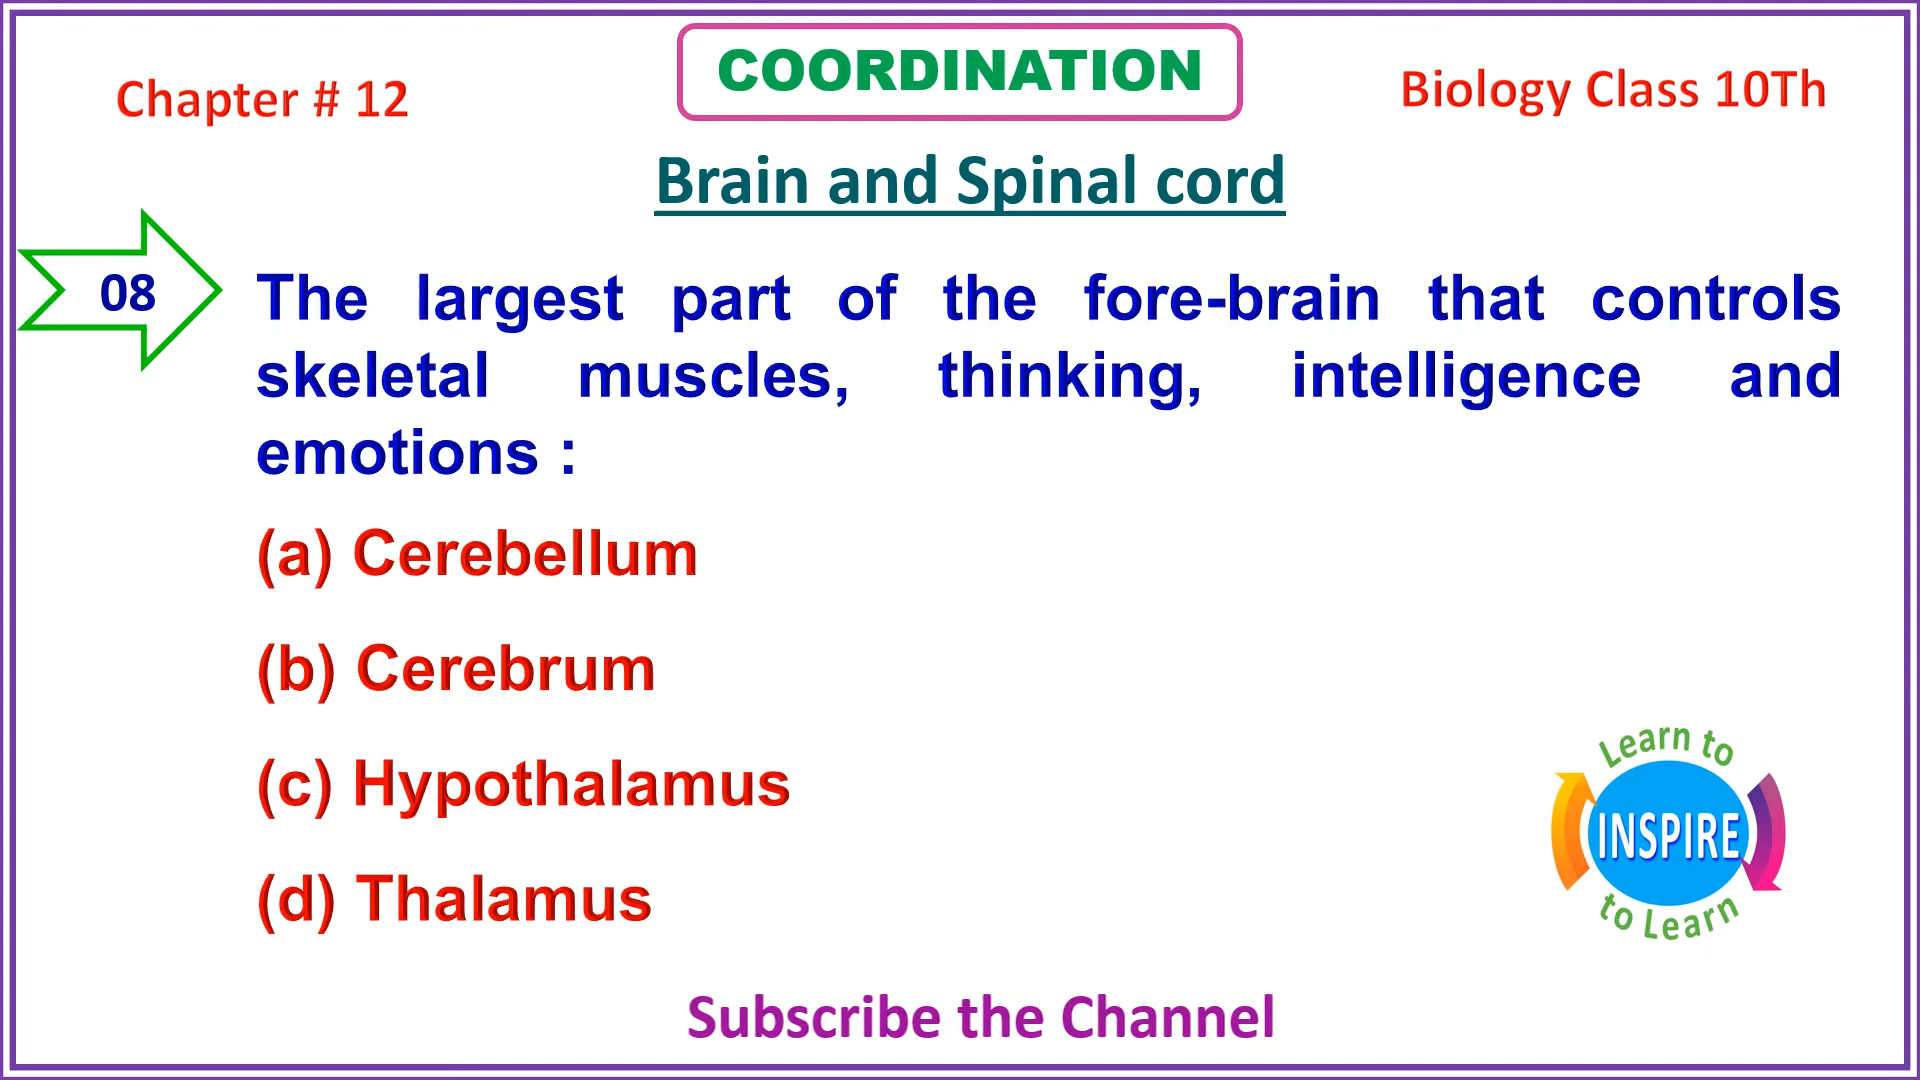 COORDINATION
Chapter # 12
Biology Class 10Th
Brain and Spinal cord
08
The largest part of the fore-brain that controls
skeletal muscles, thinking, intelligence and
emotions :
(a) Cerebellum
(b) Cerebrum
(c) Hypothalamus
(d) Thalamus
Learn to
INSPIRE
to Learn
Subscribe the Channel